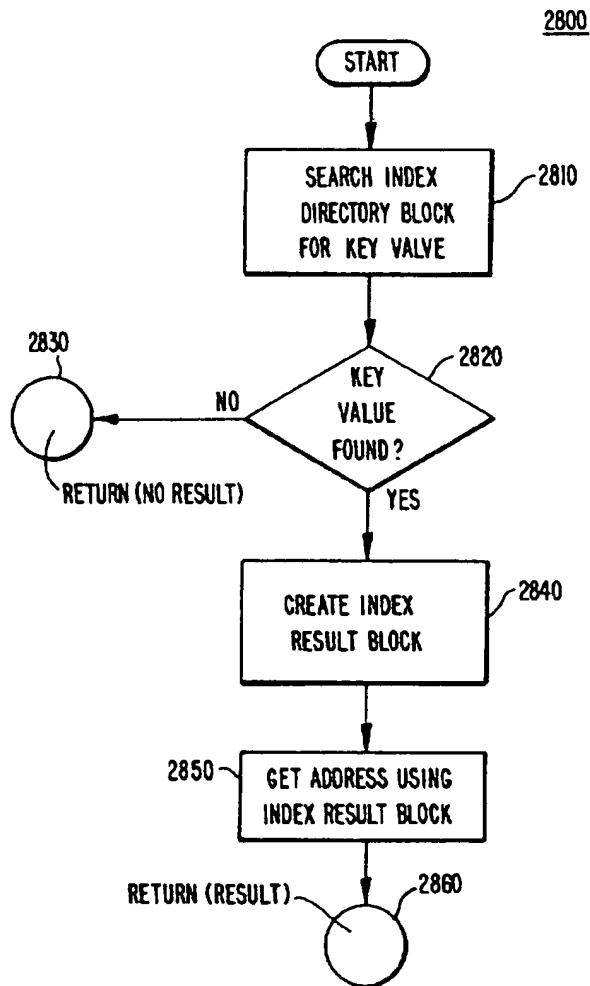 2800
START
SEARCH INDEX
DIRECTORY BLOCK
FOR KEY VALVE
2810
2830
2820
KEY
VALUE
FOUND?
NO
RETURN (NO RESULT)
YES
CREATE INDEX
RESULT BLOCK
2840
2850
GET ADDRESS USING
INDEX RESULT BLOCK
RETURN (RESULT)
2860